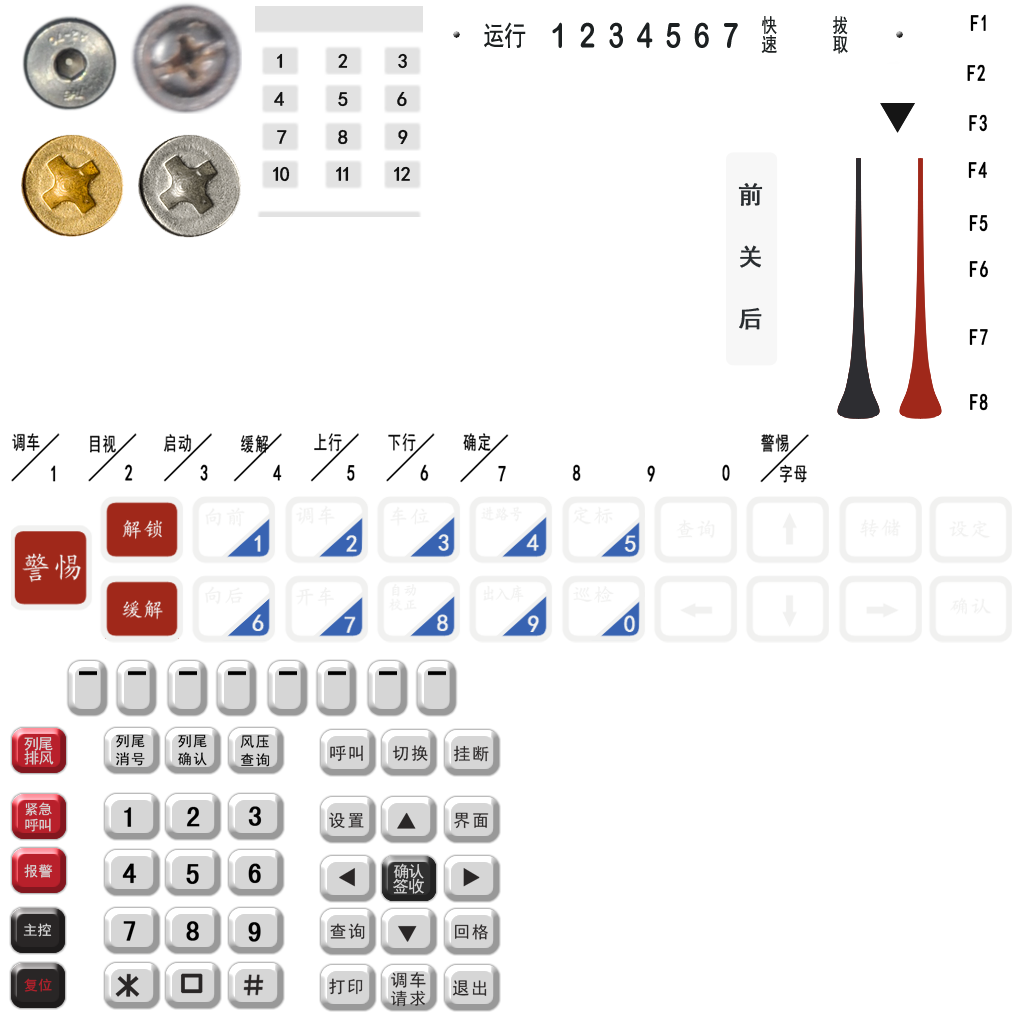 1 2 3
4 5 6
7 8 9
10 11 12
运行 1 2 3 4 5 6 7 快速 拔取
F1
F2
F3
F4
F5
F6
F7
F8
前
关
后
调车 目视 启动 缓解 上行 下行 确定 警惕
1 2 3 4 5 6 7 8 9 0 字母
警惕
解锁 向前 1 调车 2 车位 3 进路号 4 定标 5 查询 转储 设定
缓解 向后 6 开车 7 自动校正 8 出入库 9 巡检 0 确认
列尾排风
列尾消号 列尾确认 风压查询
呼叫 切换 挂断
紧急呼叫
1 2 3
设置 界面
报警
4 5 6
确认签收
主控
7 8 9
查询 回格
复位
* #
打印 调车请求 退出